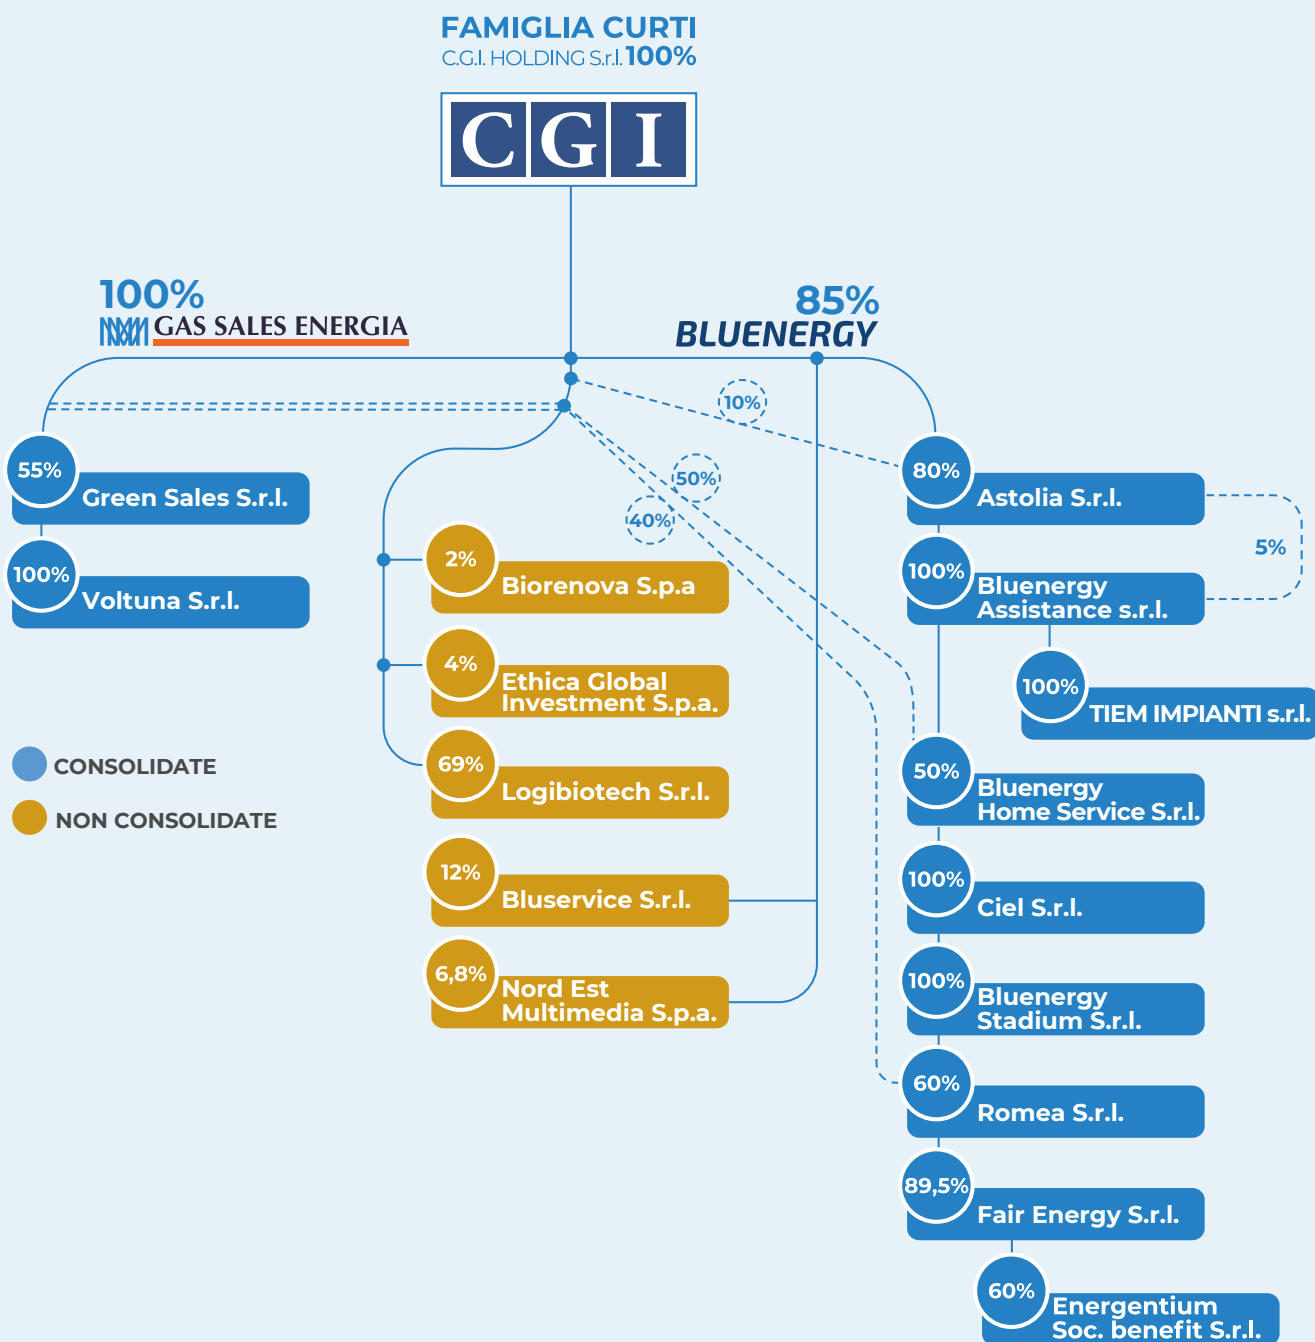 FAMIGLIA CURTI
C.G.I. HOLDING S.r.l. 100%
C G I
100%
GAS SALES ENERGIA
85%
BLUENERGY
10%
50%
40%
55%
Green Sales S.r.l.
100%
Voltuna S.r.l.
CONSOLIDATE
NON CONSOLIDATE
2%
Biorenova S.p.a
4%
Ethica Global
Investment S.p.a.
69%
Logibiotech S.r.l.
12%
Bluservice S.r.l.
6,8%
Nord Est
Multimedia S.p.a.
80%
Astolia S.r.l.
5%
100%
Bluenergy
Assistance s.r.l.
100%
TIEM IMPIANTI s.r.l.
50%
Bluenergy
Home Service S.r.l.
100%
Ciel S.r.l.
100%
Bluenergy
Stadium S.r.l.
60%
Romea S.r.l.
89,5%
Fair Energy S.r.l.
60%
Energentium
Soc. benefit S.r.l.